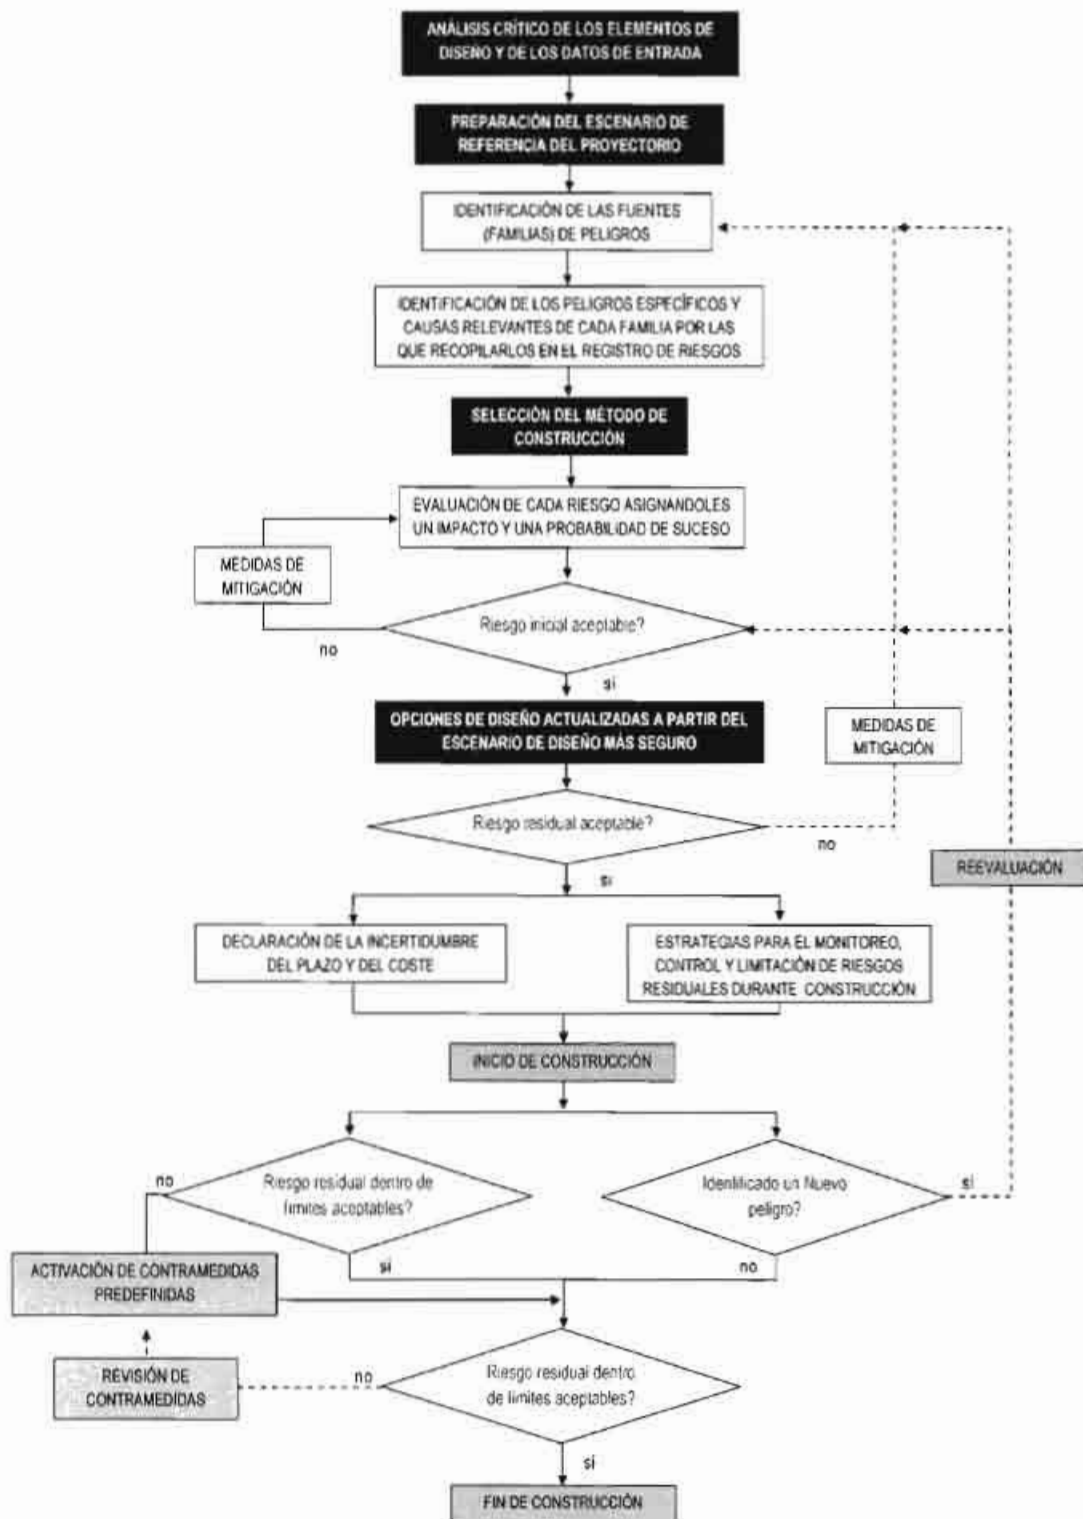 ANÁLISIS CRÍTICO DE LOS ELEMENTOS DE
DISEÑO Y DE LOS DATOS DE ENTRADA
PREPARACIÓN DEL ESCENARIO DE
REFERENCIA DEL PROYECTORIO
IDENTIFICACIÓN DE LAS FUENTES
(FAMILIAS) DE PELIGROS
IDENTIFICACIÓN DE LOS PELIGROS ESPECÍFICOS Y
CAUSAS RELEVANTES DE CADA FAMILIA POR LAS
QUE RECOPILARLOS EN EL REGISTRO DE RIESGOS
SELECCIÓN DEL MÉTODO DE
CONSTRUCCIÓN
EVALUACIÓN DE CADA RIESGO ASIGNANDOLES
UN IMPACTO Y UNA PROBABILIDAD DE SUCESO
MEDIDAS DE
MITIGACIÓN
Riesgo inicial aceptable?
no
si
OPCIONES DE DISEÑO ACTUALIZADAS A PARTIR DEL
ESCENARIO DE DISEÑO MÁS SEGURO
MEDIDAS DE
MITIGACIÓN
Riesgo residual aceptable?
no
si
REEVALUACIÓN
DECLARACIÓN DE LA INCERTIDUMBRE
DEL PLAZO Y DEL COSTE
ESTRATEGIAS PARA EL MONITOREO,
CONTROL Y LIMITACIÓN DE RIESGOS
RESIDUALES DURANTE CONSTRUCCIÓN
INICIO DE CONSTRUCCIÓN
no
Riesgo residual dentro de
límites aceptables?
si
Identificado un Nuevo
peligro?
si
no
ACTIVACIÓN DE CONTRAMEDIDAS
PREDEFINIDAS
REVISIÓN DE
CONTRAMEDIDAS
no
Riesgo residual dentro
de límites aceptables?
si
FIN DE CONSTRUCCIÓN